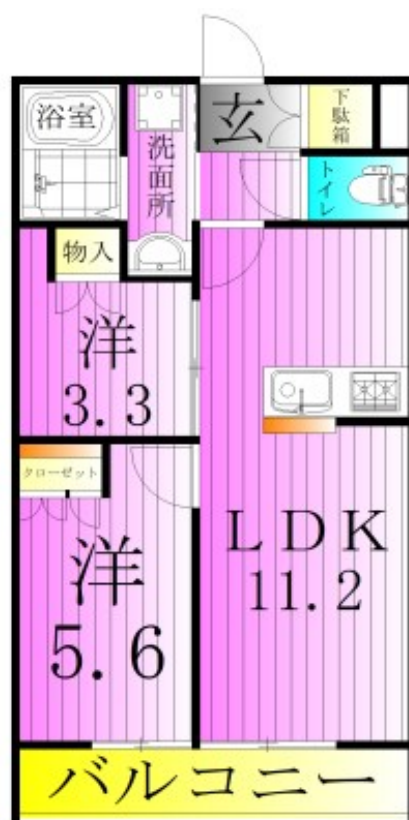 浴室
洗面所
玄
下駄箱
トイレ
物入
洋
3.3
クローゼット
洋
5.6
LDK
11.2
バルコニー